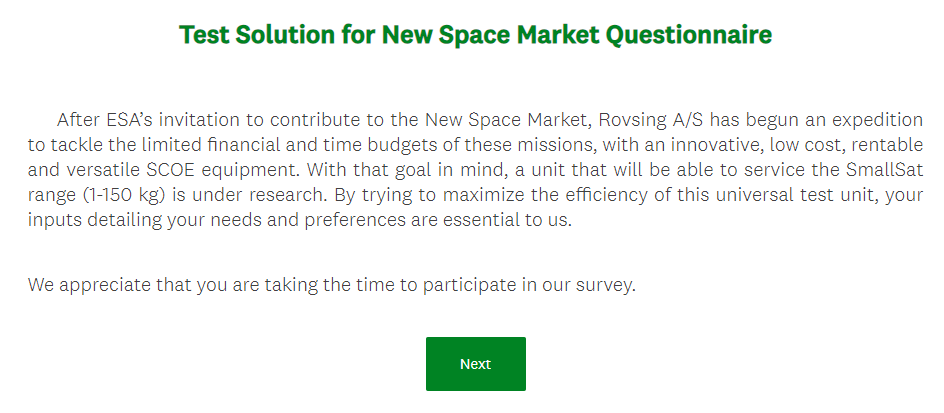 Test Solution for New Space Market Questionnaire
After ESA's invitation to contribute to the New Space Market, Rovsing A/S has begun an expedition
to tackle the limited financial and time budgets of these missions, with an innovative, low cost, rentable
and versatile SCOE equipment. With that goal in mind, a unit that will be able to service the SmallSat
range (1-150 kg) is under research. By trying to maximize the efficiency of this universal test unit, your
inputs detailing your needs and preferences are essential to us.
We appreciate that you are taking the time to participate in our survey.
Next